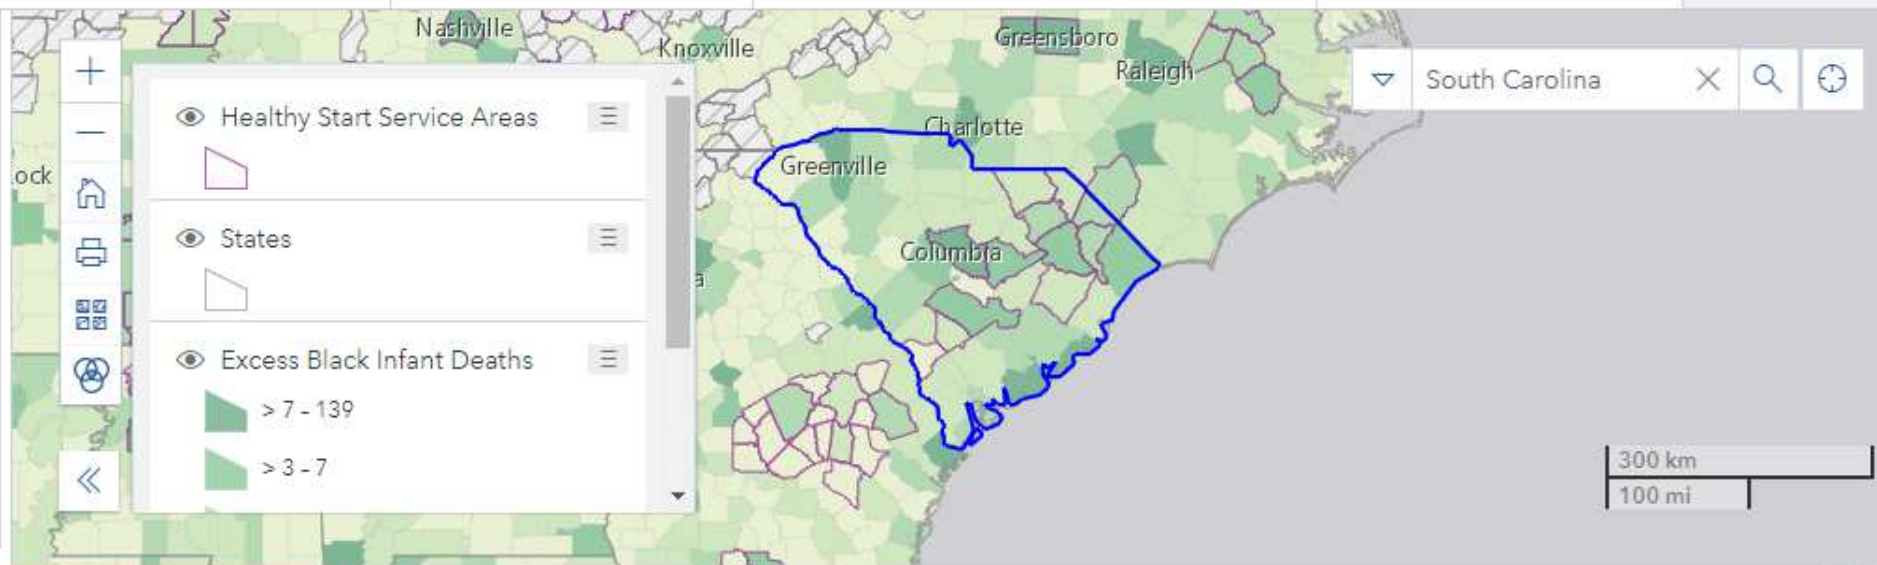 Nashville
Knoxville
Greensboro
Raleigh
South Carolina
Healthy Start Service Areas
Charlotte
Greenville
ock
States
Columbia
a
Excess Black Infant Deaths
> 7 - 139
> 3 - 7
300 km
100 mi